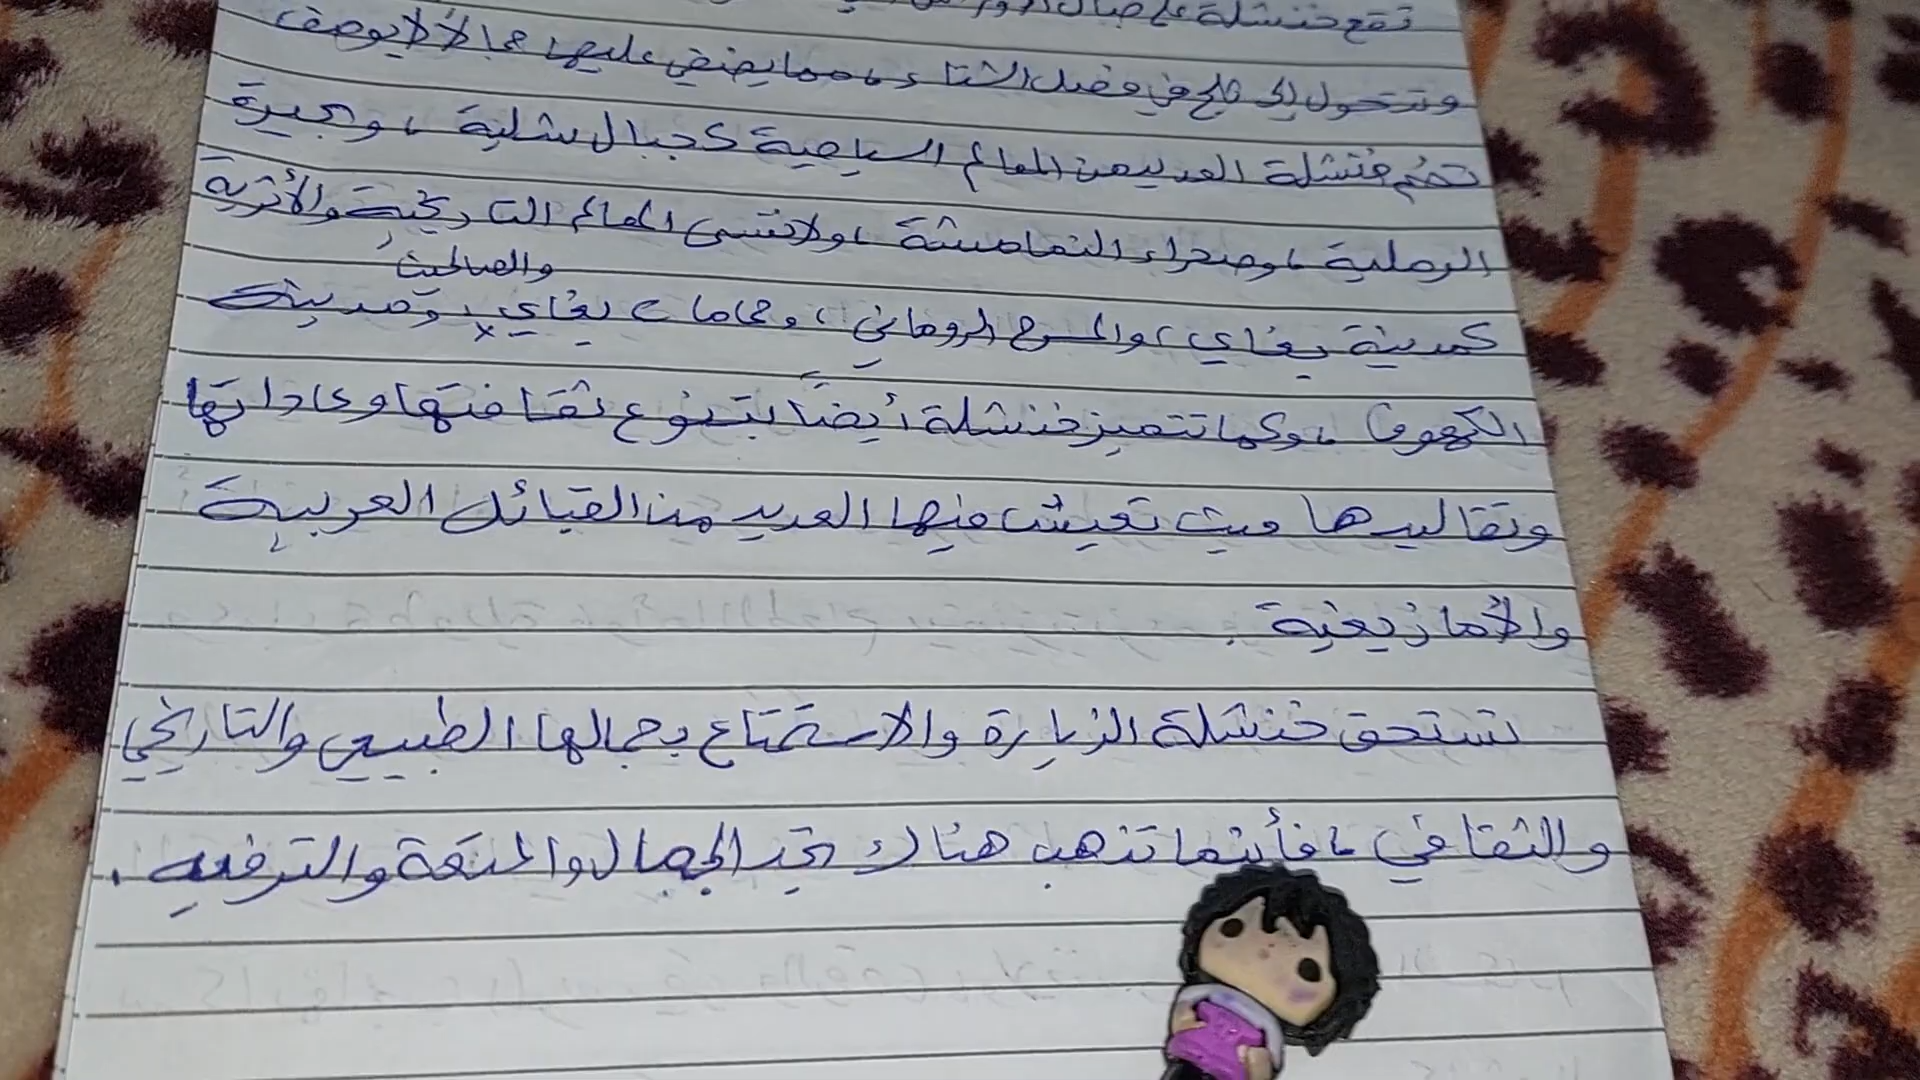 تقع خنشلة على جبال الأوراس
وتتحول إلى ثلج في فصل الشتاء، مما يضفي عليها جمالاً لا يوصف
تضم خنشلة العديد من المعالم السياحية كجبال شلية، وبحيرة
الرملية، وصحراء النمامشة، ولا ننسى المعالم التاريخية والأثرية
والصالحين
كمدينة بغاي، والمسرح الروماني، وحمامات بغاي، ومدينة
الكهوف، وكما تتميز خنشلة أيضاً بتنوع ثقافتها وعاداتها
وتقاليدها حيث تعيش فيها العديد من القبائل العربية
والأمازيغية.
تستحق خنشلة الزيارة والاستمتاع بجمالها الطبيعي والتاريخي
والثقافي، فأينما تذهب هناك تجد الجمال والمتعة والترفيه.